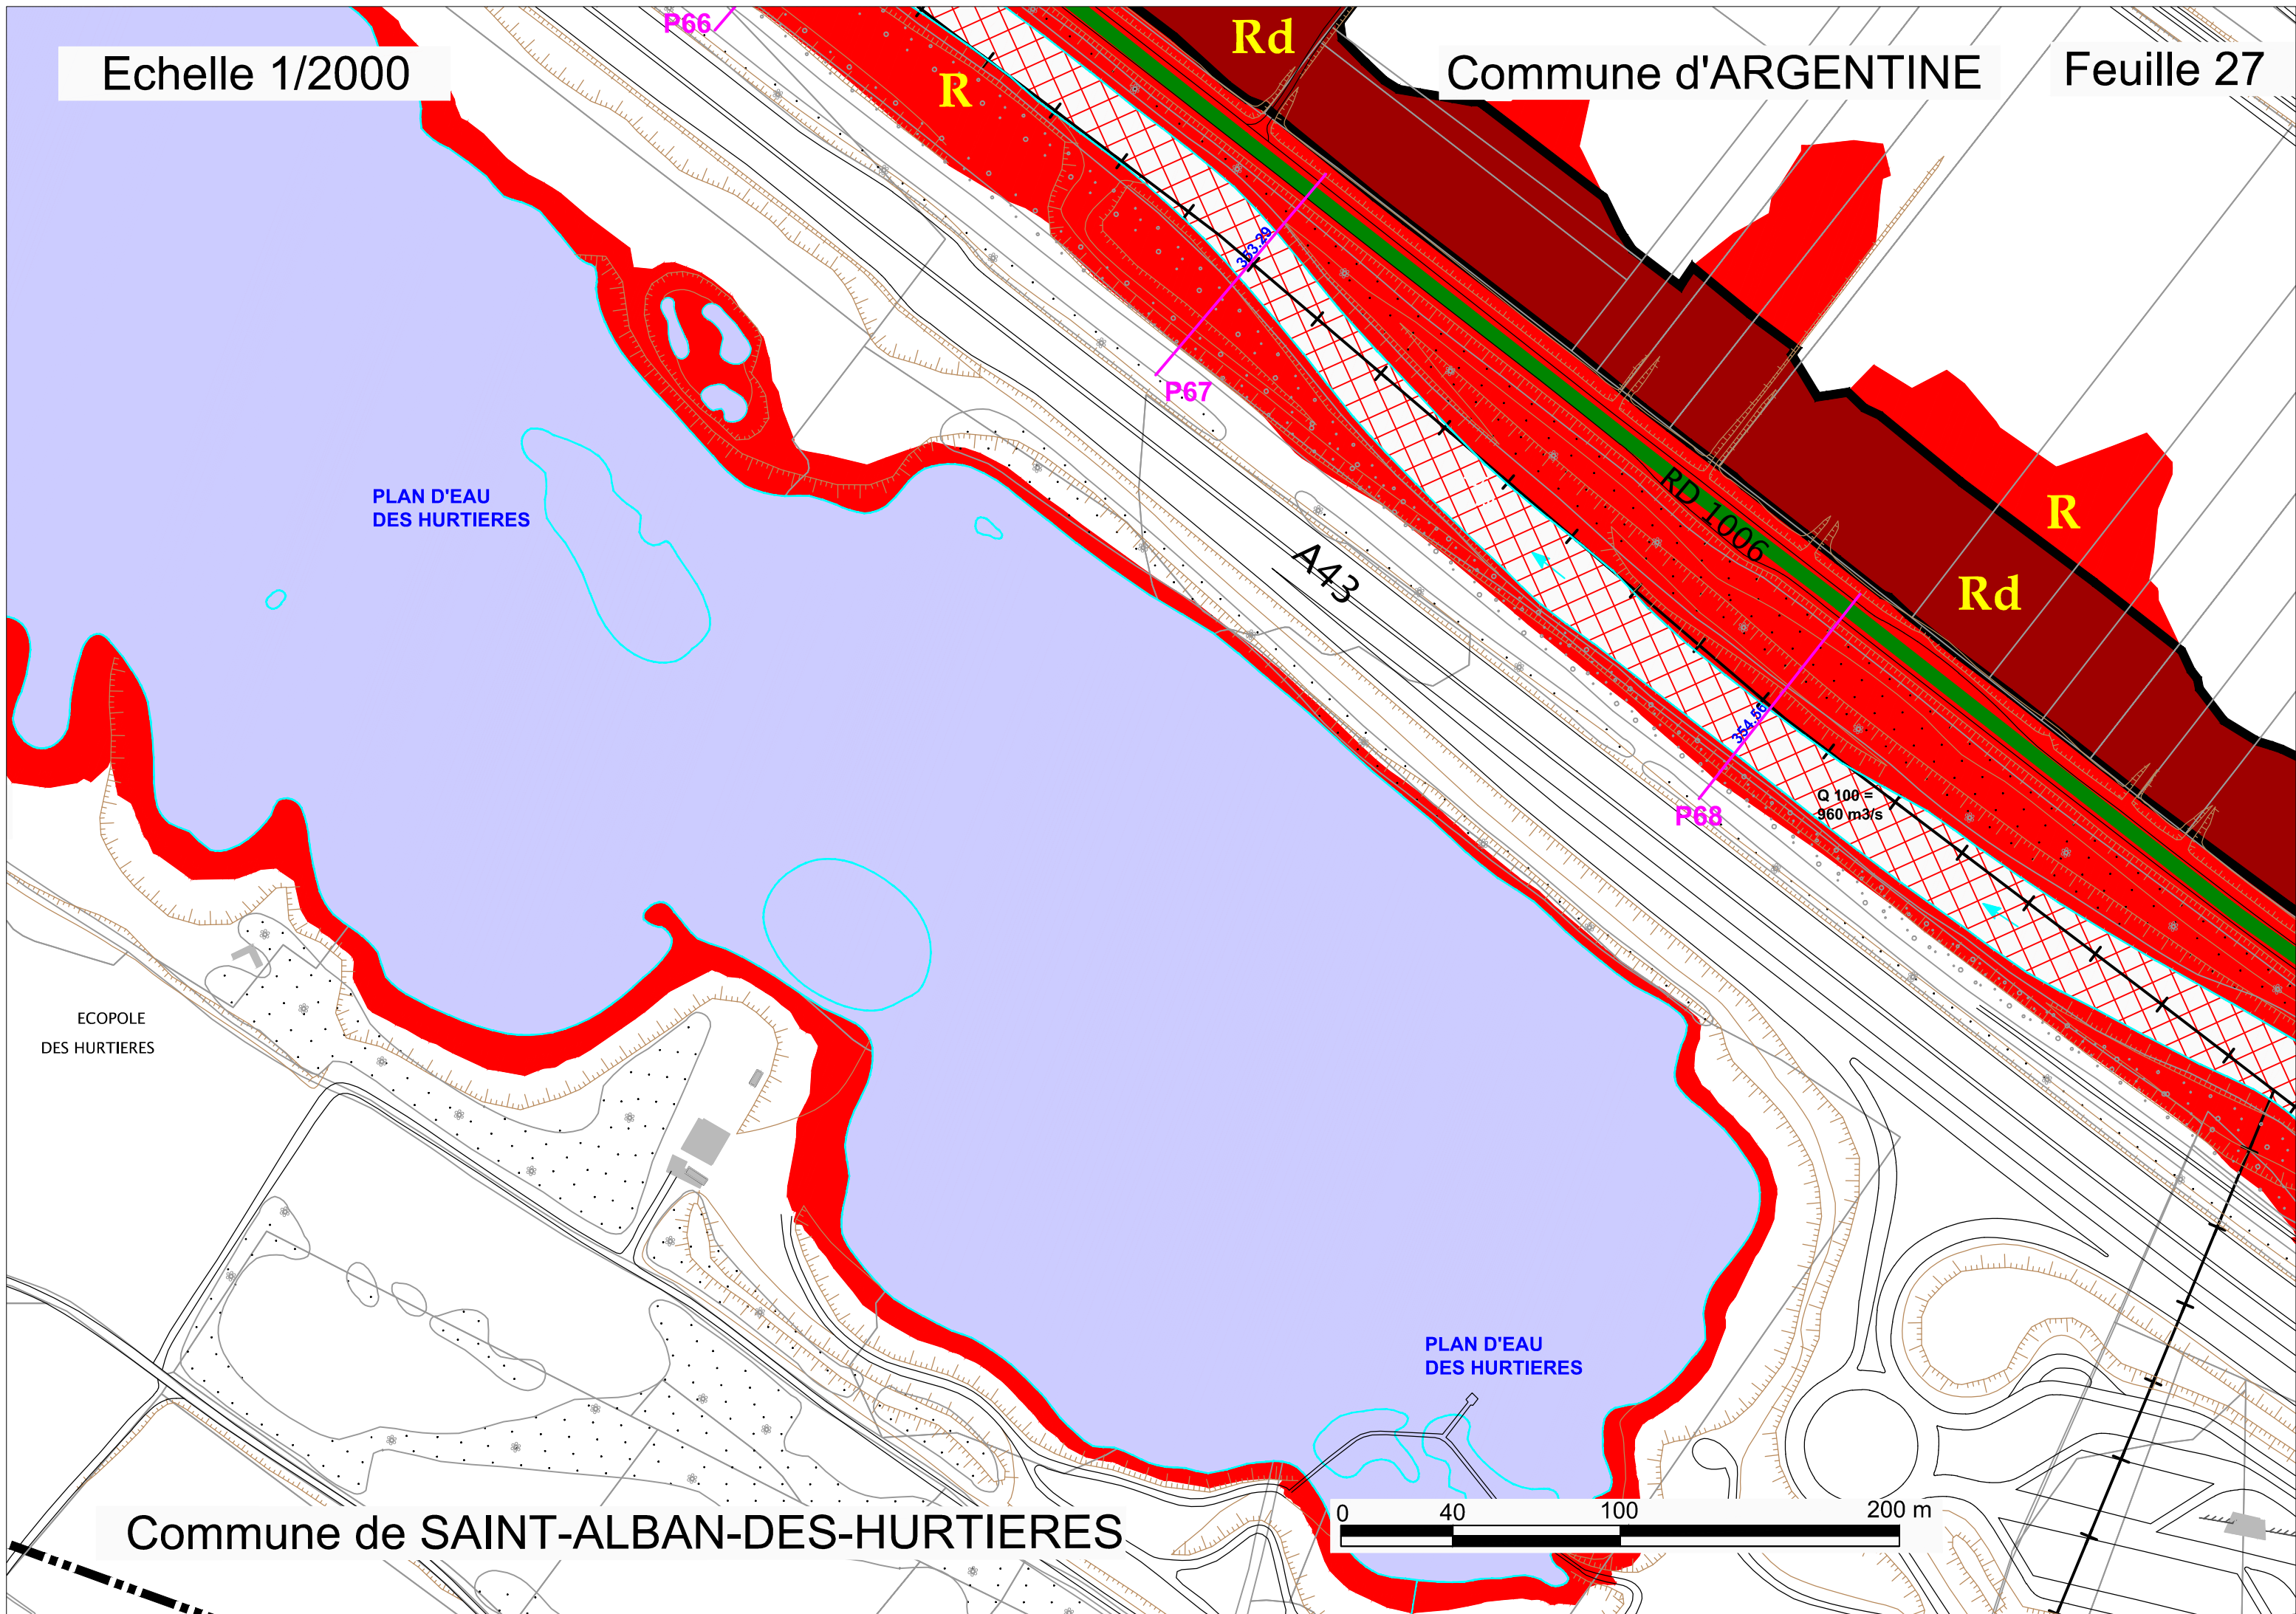 P66
Rd
Echelle 1/2000
Commune d'ARGENTINE
Feuille 27
R
353.29
P67
PLAN D'EAU
DES HURTIERES
RD 1006
R
A43
Rd
354.56
Q 100 =
960 m3/s
P68
ECOPOLE
DES HURTIERES
PLAN D'EAU
DES HURTIERES
0 40 100 200 m
Commune de SAINT-ALBAN-DES-HURTIERES